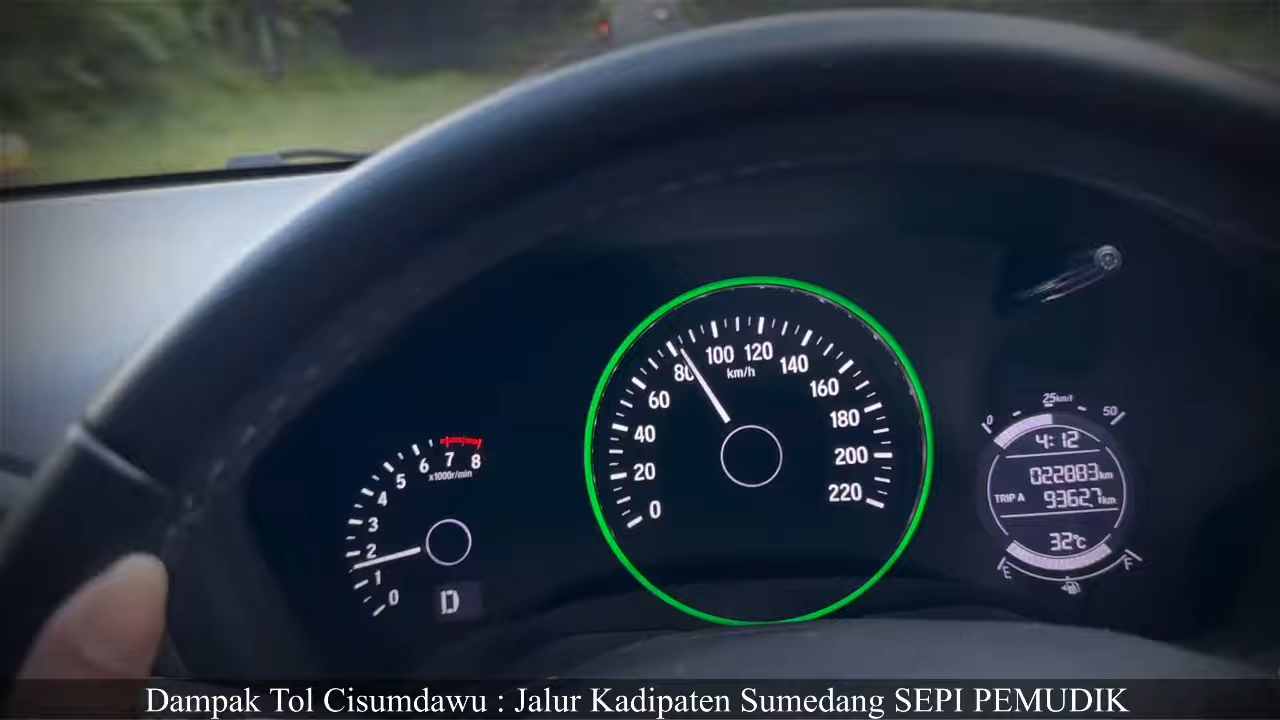 0
20
40
60
80
100
120
140
160
180
200
220
km/h
0
1
2
3
4
5
6
7
8
x1000r/min
D
0
25km/l
50
4:12
022883km
TRIP A
9362.7km
32°C
E
F
Dampak Tol Cisumdawu : Jalur Kadipaten Sumedang SEPI PEMUDIK